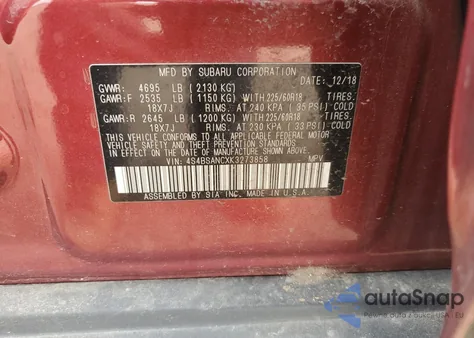 MFD. BY SUBARU CORPORATION DATE: 12/18
GVWR: 4695 LB (2130 KG)
GAWR:F 2535 LB (1150 KG) WITH 225/60R18 TIRES.
18X7J RIMS. AT 240 KPA (35 PSI) COLD
GAWR:R 2645 LB (1200 KG) WITH 225/60R18 TIRES.
18X7J RIMS. AT 230 KPA (33 PSI) COLD
THIS VEHICLE CONFORMS TO ALL APPLICABLE FEDERAL MOTOR
VEHICLE SAFETY AND THEFT PREVENTION STANDARDS
IN EFFECT ON THE DATE OF MANUFACTURE SHOWN ABOVE.
VIN: 4S4BSANCXK3273858 MPV
ASSEMBLED BY SIA INC. MADE IN U.S.A.
autoSnap